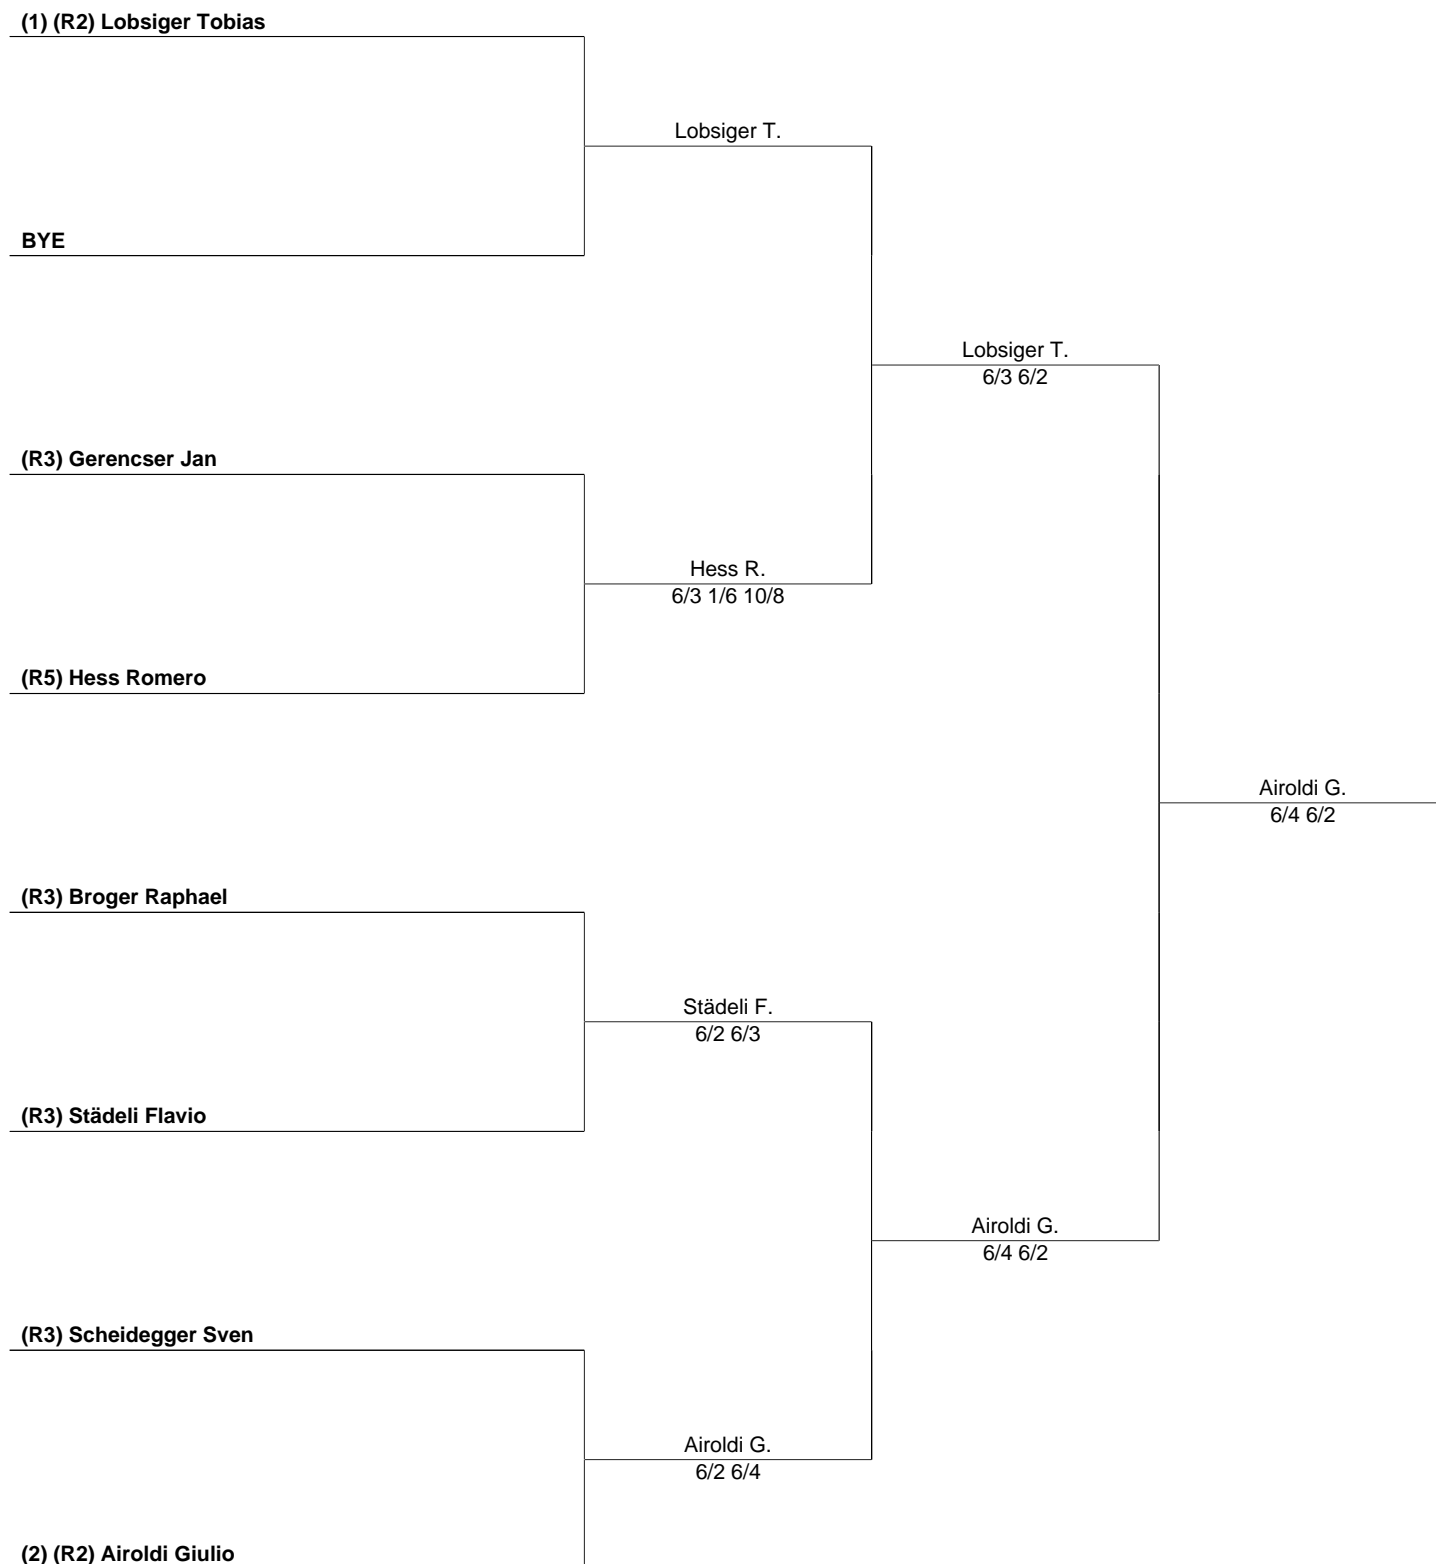 (1) (R2) Lobsiger Tobias
Lobsiger T.
BYE
Lobsiger T.
6/3 6/2
(R3) Gerencser Jan
Hess R.
6/3 1/6 10/8
(R5) Hess Romero
Airoldi G.
6/4 6/2
(R3) Broger Raphael
Städeli F.
6/2 6/3
(R3) Städeli Flavio
Airoldi G.
6/4 6/2
(R3) Scheidegger Sven
Airoldi G.
6/2 6/4
(2) (R2) Airoldi Giulio